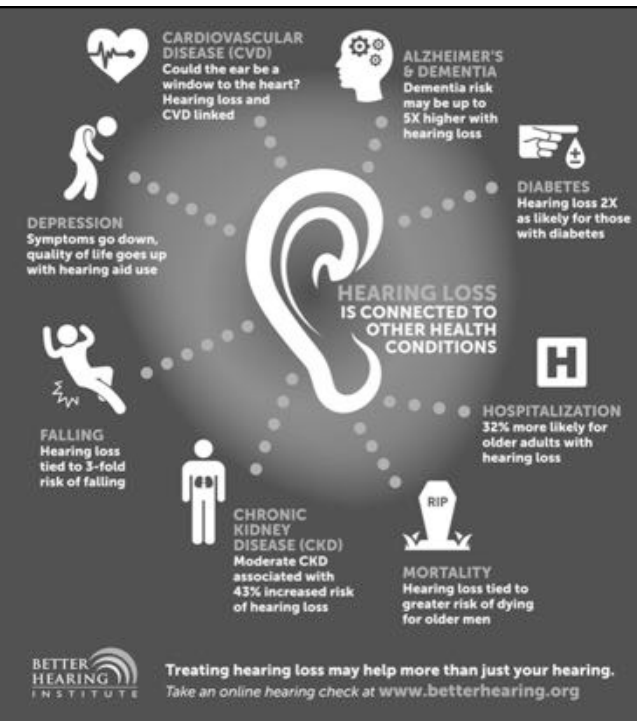 CARDIOVASCULAR
DISEASE (CVD)
Could the ear be a
window to the heart?
Hearing loss and
CVD linked
ALZHEIMER'S
& DEMENTIA
Dementia risk
may be up to
5X higher with
hearing loss
DIABETES
Hearing loss 2X
as likely for those
with diabetes
DEPRESSION
Symptoms go down,
quality of life goes up
with hearing aid use
HEARING LOSS
IS CONNECTED TO
OTHER HEALTH
CONDITIONS
H
HOSPITALIZATION
32% more likely for
older adults with
hearing loss
FALLING
Hearing loss
tied to 3-fold
risk of falling
CHRONIC
KIDNEY
DISEASE (CKD)
Moderate CKD
associated with
43% increased risk
of hearing loss
RIP
MORTALITY
Hearing loss tied to
greater risk of dying
for older men
BETTER
HEARING
INSTITUTE
Treating hearing loss may help more than just your hearing.
Take an online hearing check at www.betterhearing.org